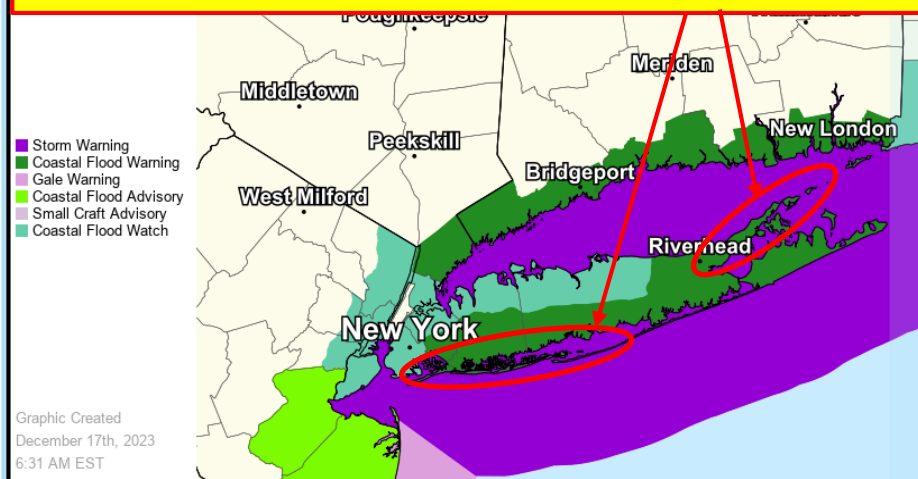 Poughkeepsie
Meriden
Middletown
New London
Peekskill
Bridgeport
West Milford
Riverhead
New York
Storm Warning
Coastal Flood Warning
Gale Warning
Coastal Flood Advisory
Small Craft Advisory
Coastal Flood Watch
Graphic Created
December 17th, 2023
6:31 AM EST